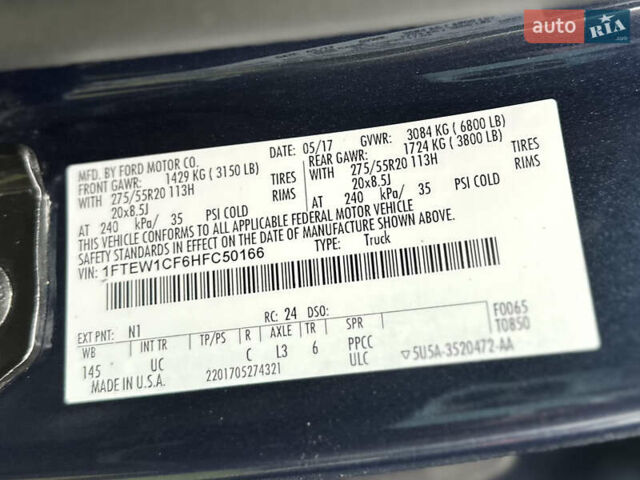 auto RIA .com
MFD. BY FORD MOTOR CO.
DATE: 05/17 GVWR: 3084 KG ( 6800 LB)
FRONT GAWR: 1429 KG ( 3150 LB) REAR GAWR: 1724 KG ( 3800 LB)
WITH 275/55R20 113H TIRES WITH 275/55R20 113H TIRES
20x8.5J RIMS 20x8.5J RIMS
AT 240 kPa/ 35 PSI COLD AT 240 kPa/ 35 PSI COLD
THIS VEHICLE CONFORMS TO ALL APPLICABLE FEDERAL MOTOR VEHICLE
SAFETY STANDARDS IN EFFECT ON THE DATE OF MANUFACTURE SHOWN ABOVE.
VIN: 1FTEW1CF6HFC50166 TYPE: Truck
EXT PNT: N1 RC: 24 DSO: F0065
WB INT TR TP/PS R AXLE TR SPR T0850
145 UC C L3 6 PPCC
ULC ▽5U5A-3520472-AA
MADE IN U.S.A. 2201705274321